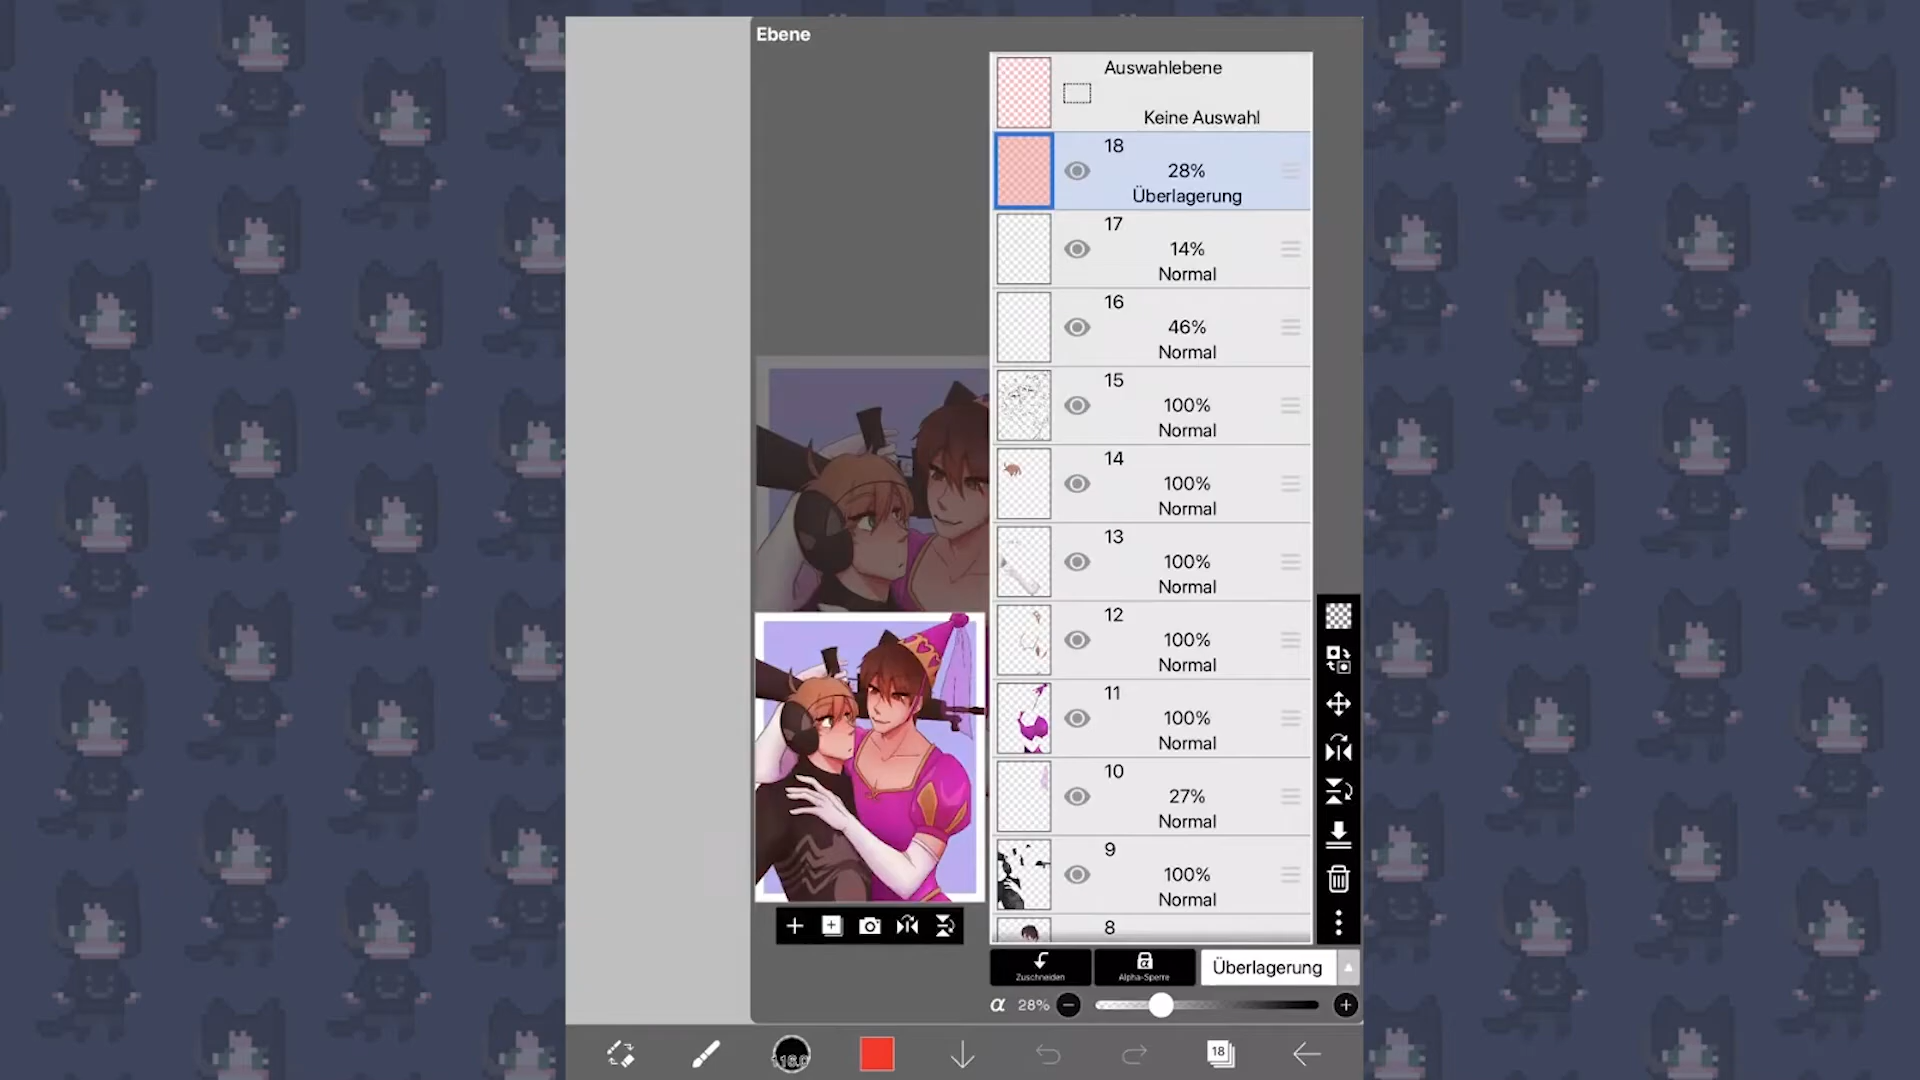 Ebene
Auswahlebene
Keine Auswahl
18
28%
Überlagerung
17
14%
Normal
16
46%
Normal
15
100%
Normal
14
100%
Normal
13
100%
Normal
12
100%
Normal
11
100%
Normal
10
27%
Normal
9
100%
Normal
8
Zuschneiden
Alpha-Sperre
Überlagerung
α 28%
18